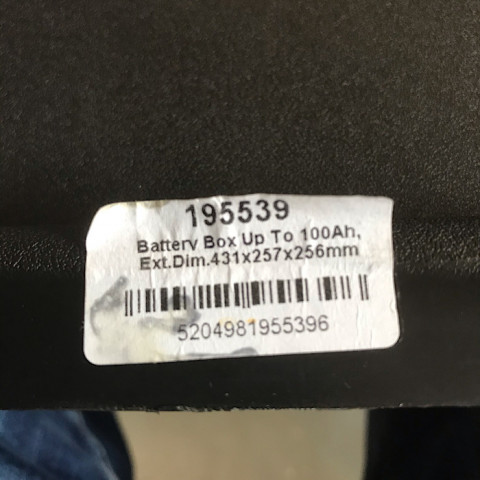 195539
Battery Box Up To 100Ah,
Ext.Dim.431x257x256mm
5204981955396